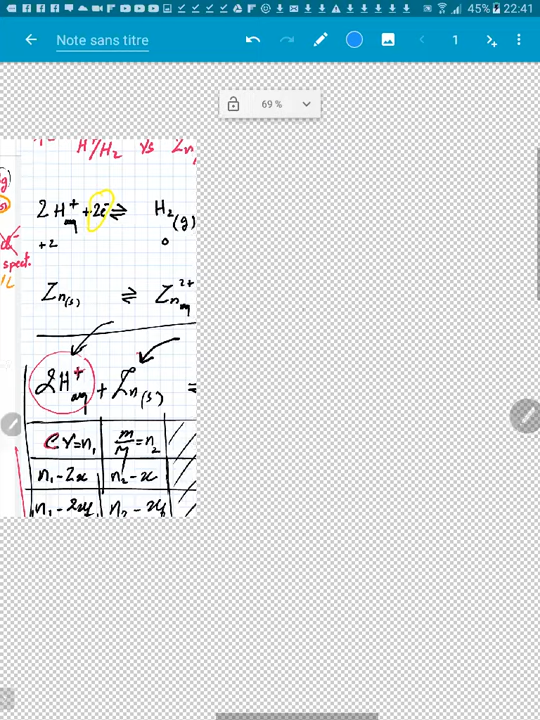 45% 22:41
Note sans titre
1
69 %
H⁺/H₂ vs Zn
2H⁺aq + 2e⁻ ⇌ H₂(g)
+2 0
spect.
Zn(s) ⇌ Zn²⁺aq
2H⁺aq + Zn(s) =
CV=n₁ m/M=n₂
n₁-2x n₂-x
n₁-2xf n₂-xf